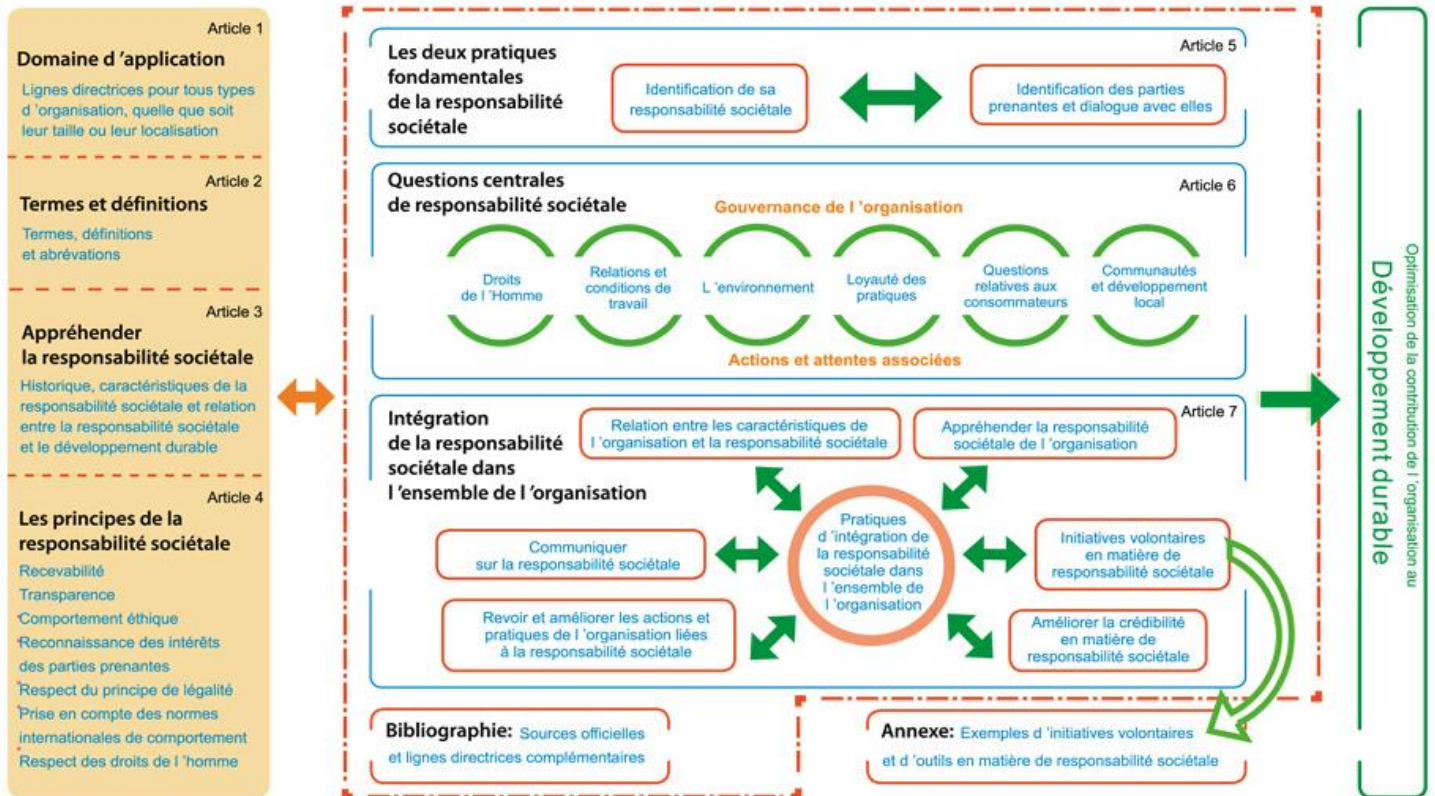 Article 1
Domaine d 'application
Lignes directrices pour tous types
d 'organisation, quelle que soit
leur taille ou leur localisation
Article 2
Termes et définitions
Termes, définitions
et abrévations
Article 3
Appréhender
la responsabilité sociétale
Historique, caractéristiques de la
responsabilité sociétale et relation
entre la responsabilité sociétale
et le développement durable
Article 4
Les principes de la
responsabilité sociétale
Recevabilité
Transparence
Comportement éthique
Reconnaissance des intérêts
des parties prenantes
Respect du principe de légalité
Prise en compte des normes
internationales de comportement
Respect des droits de l 'homme
Article 5
Les deux pratiques
fondamentales
de la responsabilité
sociétale
Identification de sa
responsabilité sociétale
Identification des parties
prenantes et dialogue avec elles
Article 6
Questions centrales
de responsabilité sociétale
Gouvernance de l 'organisation
Droits
de l 'Homme
Relations et
conditions de
travail
L 'environnement
Loyauté des
pratiques
Questions
relatives aux
consommateurs
Communautés
et développement
local
Actions et attentes associées
Article 7
Intégration
de la responsabilité
sociétale dans
l 'ensemble de l 'organisation
Relation entre les caractéristiques de
l 'organisation et la responsabilité sociétale
Appréhender la responsabilité
sociétale de l 'organisation
Pratiques
d 'intégration de
la responsabilité
sociétale dans
l 'ensemble de
l 'organisation
Communiquer
sur la responsabilité sociétale
Initiatives volontaires
en matière de
responsabilité sociétale
Revoir et améliorer les actions et
pratiques de l 'organisation liées
à la responsabilité sociétale
Améliorer la crédibilité
en matière de
responsabilité sociétale
Bibliographie: Sources officielles
et lignes directrices complémentaires
Annexe: Exemples d 'initiatives volontaires
et d 'outils en matière de responsabilité sociétale
Optimisation de la contribution de l 'organisation au
Développement durable